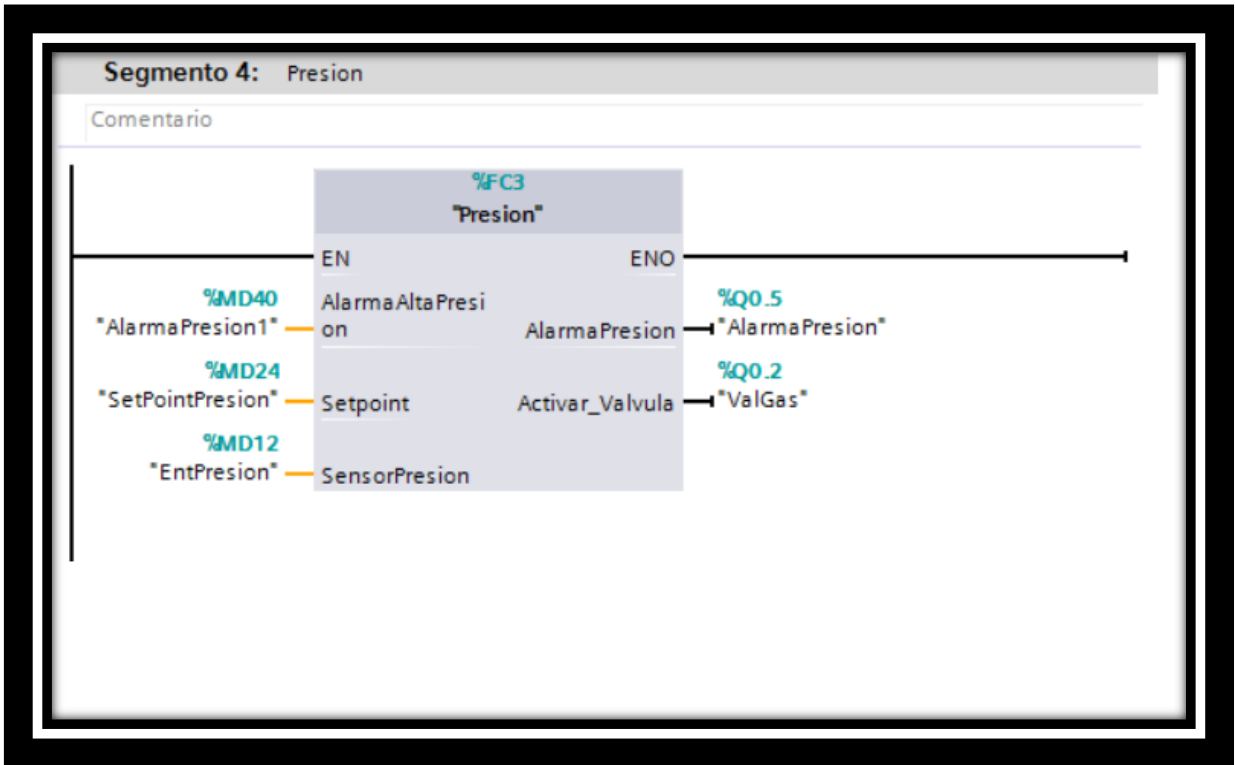 Segmento 4: Presion
Comentario
%FC3
"Presion"
EN ENO
%MD40
"AlarmaPresion1"
AlarmaAltaPresi
on
AlarmaPresion
%Q0.5
"AlarmaPresion"
%MD24
"SetPointPresion"
Setpoint
Activar_Valvula
%Q0.2
"ValGas"
%MD12
"EntPresion"
SensorPresion